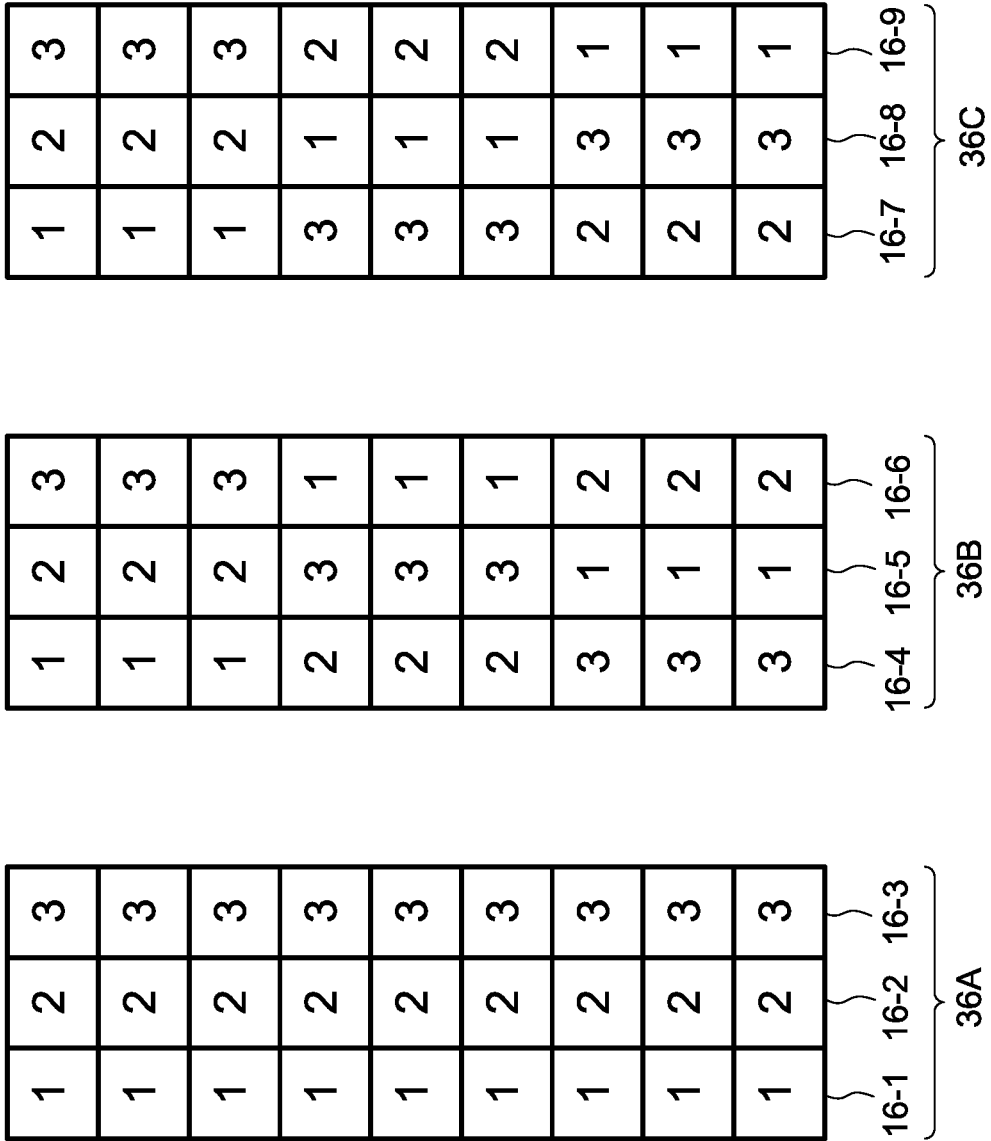 16-1 1 1 1 1 1 1 1 1 1
36A 16-2 2 2 2 2 2 2 2 2 2
16-3 3 3 3 3 3 3 3 3 3
16-4 3 3 3 2 2 2 1 1 1
36B 16-5 1 1 1 3 3 3 2 2 2
16-6 2 2 2 1 1 1 3 3 3
16-7 2 2 2 3 3 3 1 1 1
36C 16-8 3 3 3 1 1 1 2 2 2
16-9 1 1 1 2 2 2 3 3 3